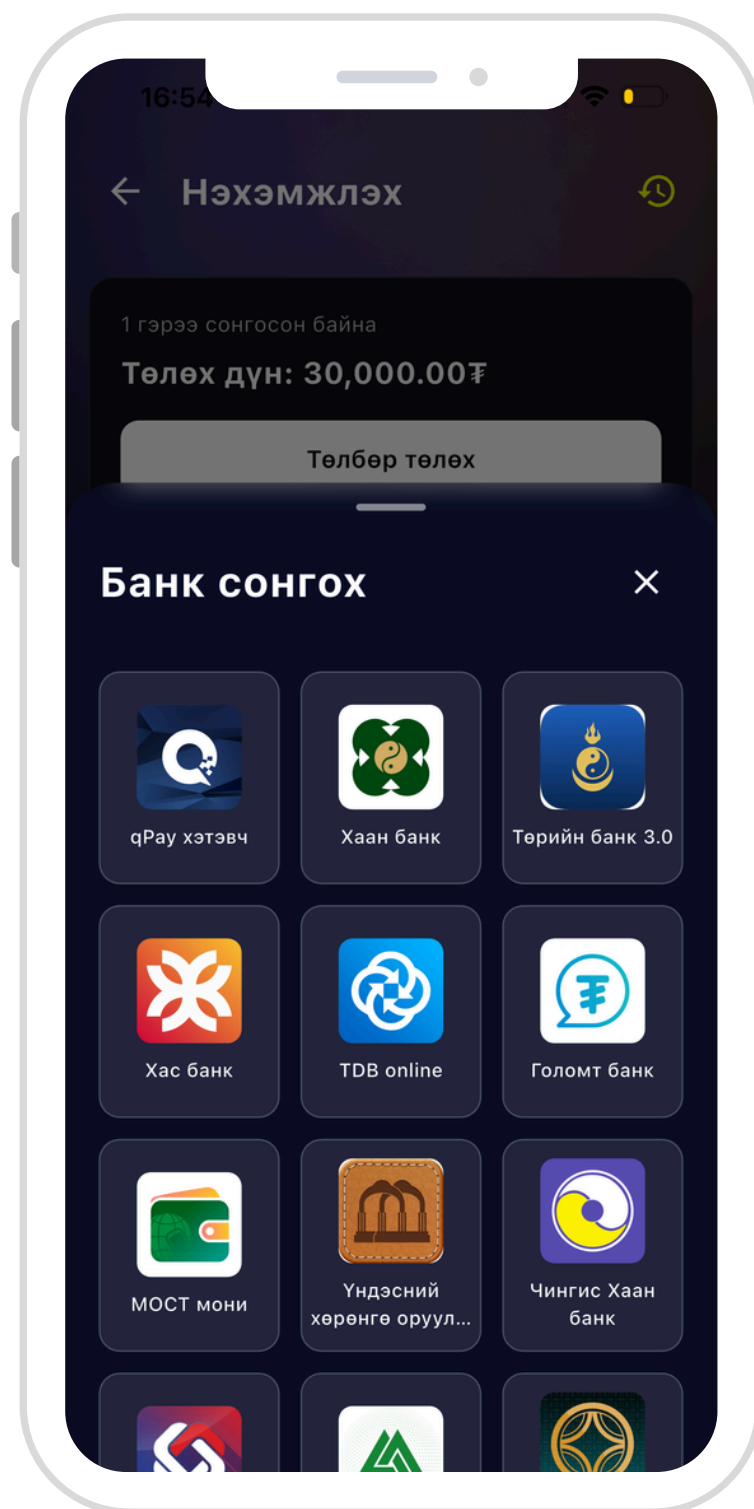 16:54
Нэхэмжлэх
1 гэрээ сонгосон байна
Төлөх дүн: 30,000.00₮
Төлбөр төлөх
Банк сонгох
qPay хэтэвч
Хаан банк
Төрийн банк 3.0
Хас банк
TDB online
Голомт банк
МОСТ мони
Үндэсний
хөрөнгө оруул...
Чингис Хаан
банк